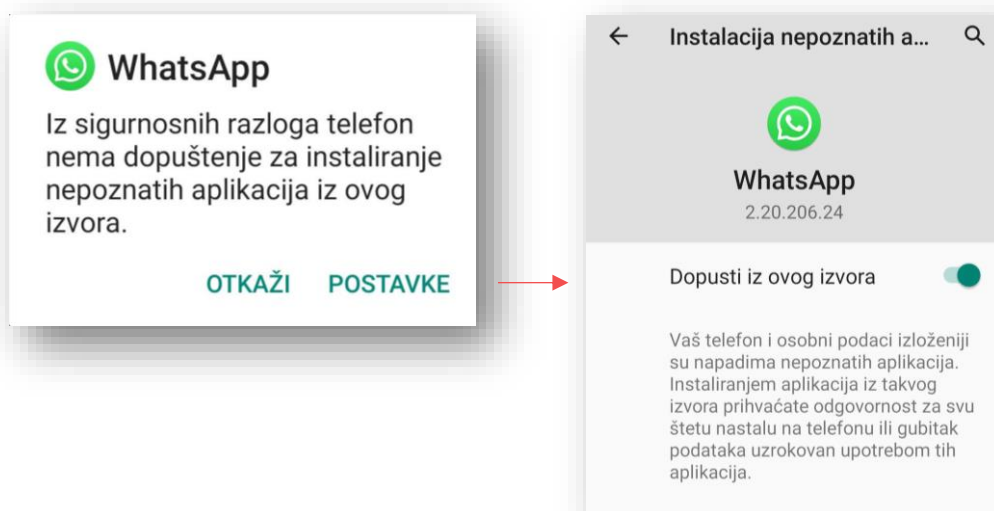 WhatsApp
Iz sigurnosnih razloga telefon
nema dopuštenje za instaliranje
nepoznatih aplikacija iz ovog
izvora.
OTKAŽI POSTAVKE
Instalacija nepoznatih a...
WhatsApp
2.20.206.24
Dopusti iz ovog izvora
Vaš telefon i osobni podaci izloženiji
su napadima nepoznatih aplikacija.
Instaliranjem aplikacija iz takvog
izvora prihvaćate odgovornost za svu
štetu nastalu na telefonu ili gubitak
podataka uzrokovan upotrebom tih
aplikacija.